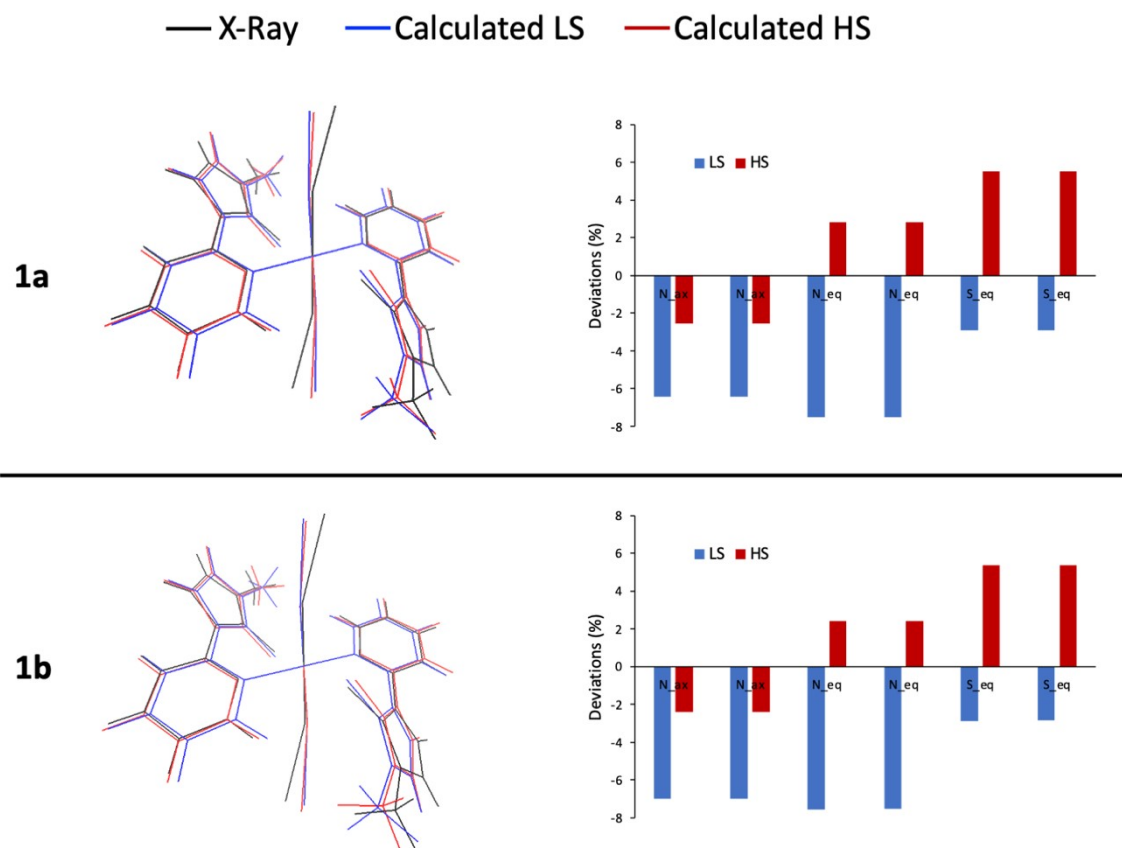 X-Ray Calculated LS Calculated HS
1a
8
6
4
2
0
-2
-4
-6
-8
Deviations (%)
LS HS
N_ax N_ax N_eq N_eq S_eq S_eq
1b
8
6
4
2
0
-2
-4
-6
-8
Deviations (%)
LS HS
N_ax N_ax N_eq N_eq S_eq S_eq